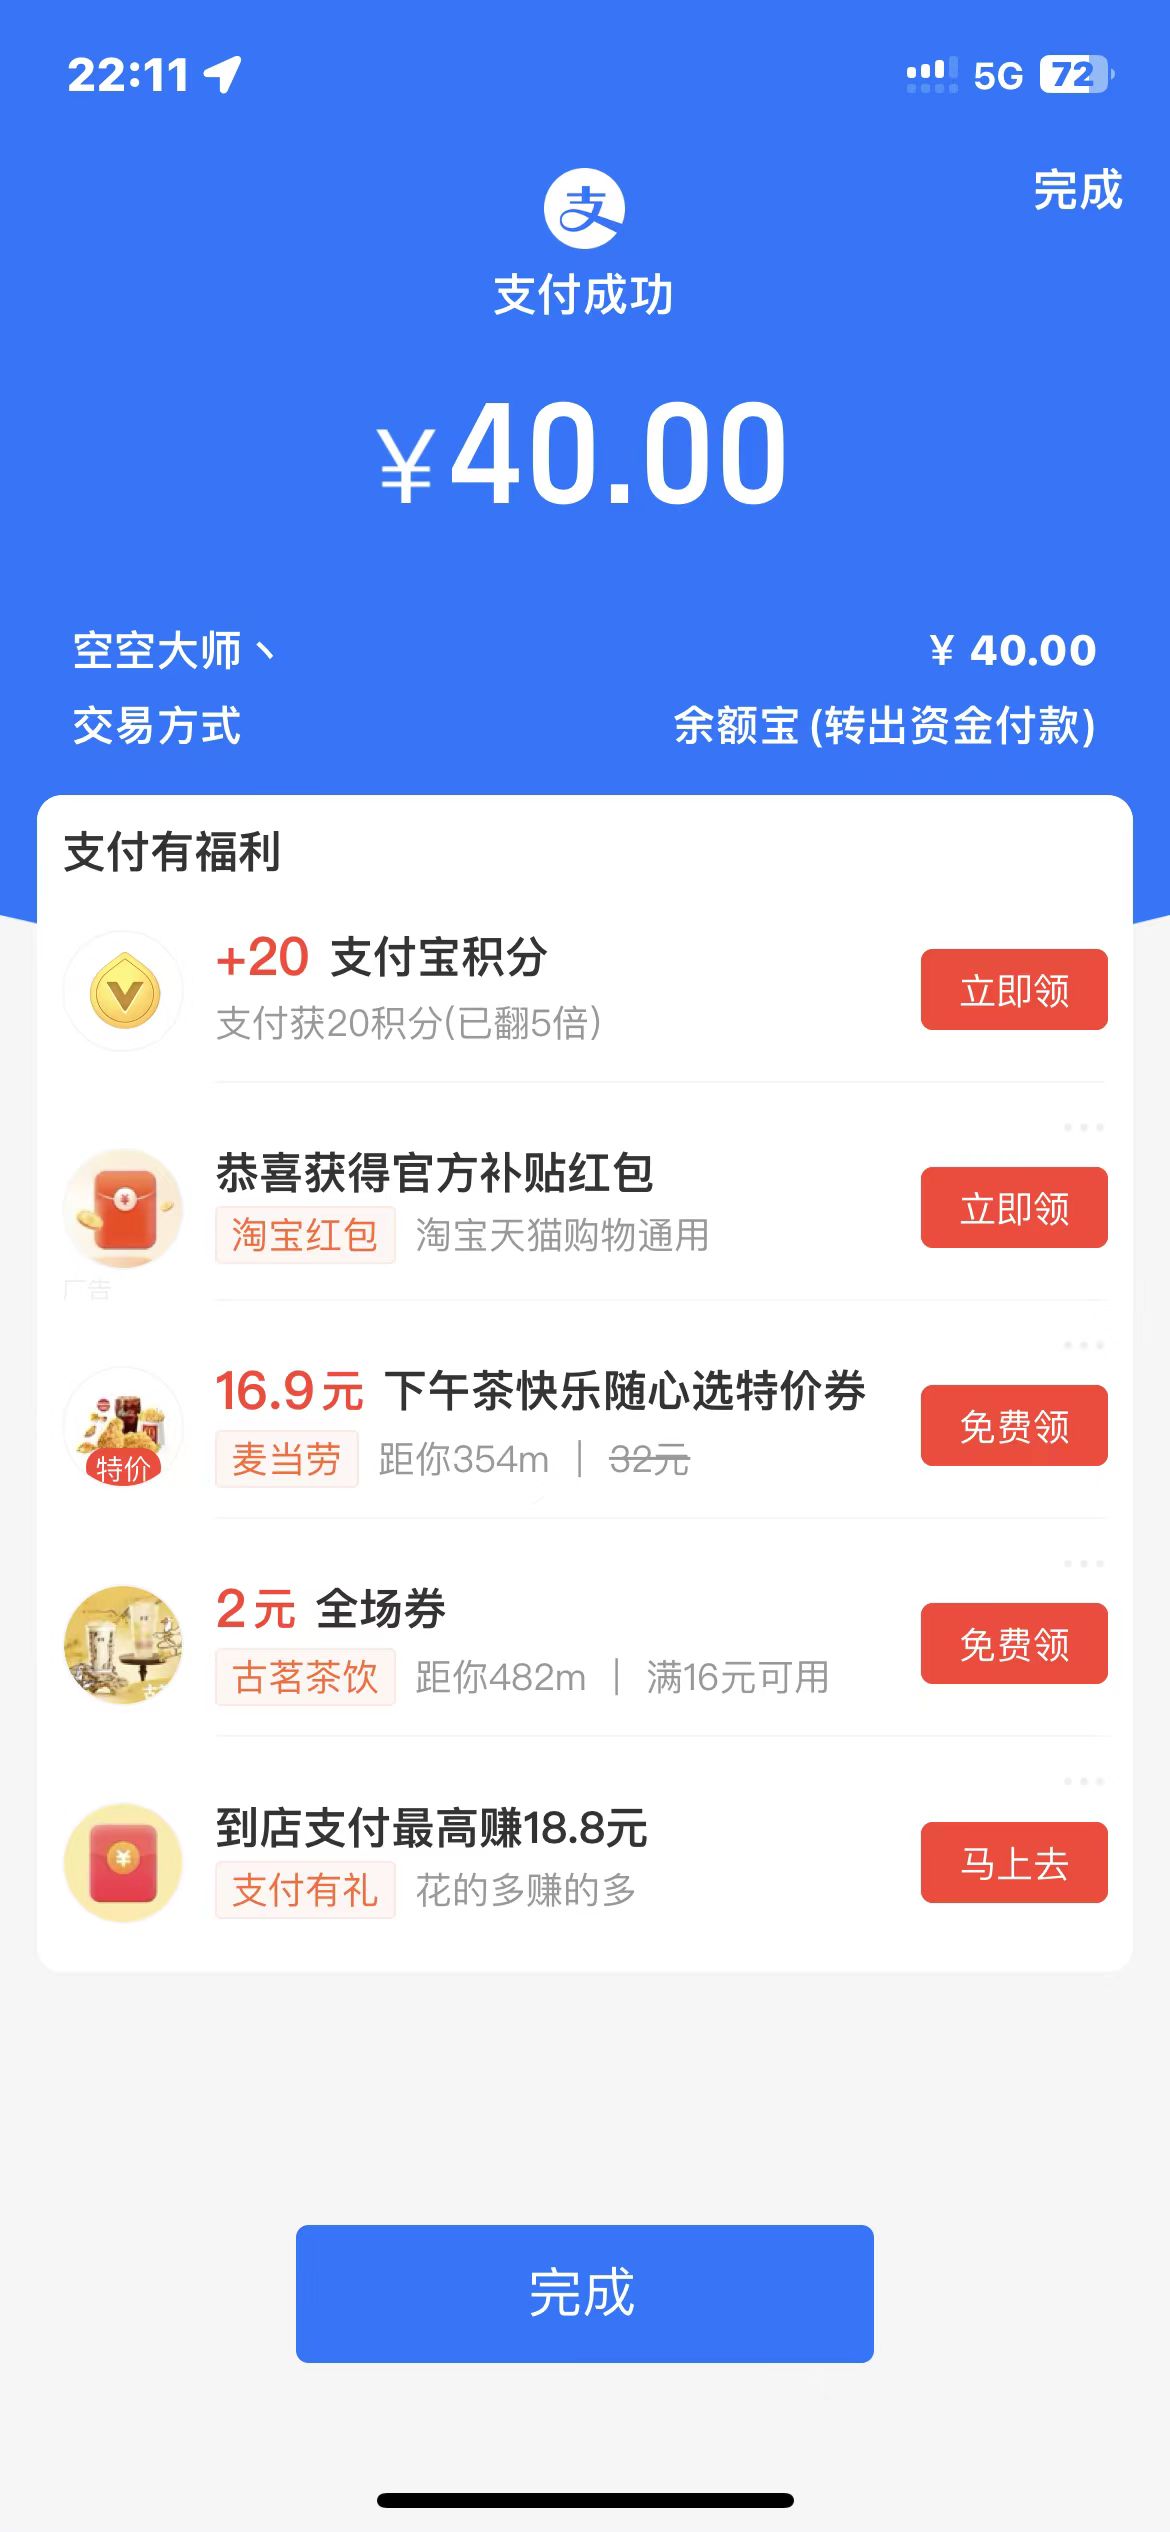 22:11 5G 72
完成
支
支付成功
¥40.00
空空大师丶 ¥ 40.00
交易方式 余额宝 (转出资金付款)
支付有福利
+20 支付宝积分
支付获20积分(已翻5倍)
立即领
恭喜获得官方补贴红包
淘宝红包 淘宝天猫购物通用
立即领
广告
16.9元 下午茶快乐随心选特价券
麦当劳 距你354m | 32元
特价
免费领
2元 全场券
古茗茶饮 距你482m | 满16元可用
免费领
到店支付最高赚18.8元
支付有礼 花的多赚的多
马上去
完成